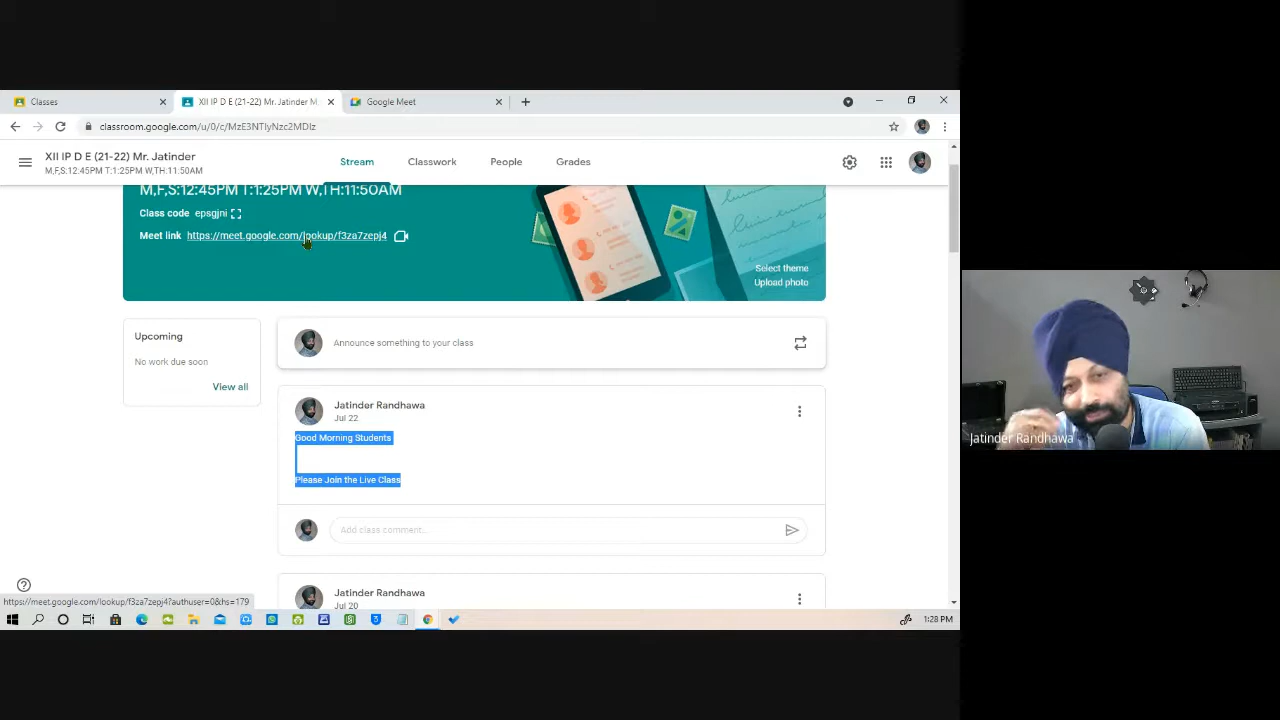 Classes
XII IP D E (21-22) Mr. Jatinder M
Google Meet
classroom.google.com/u/0/c/MzE3NTIyNzc2MDIz
XII IP D E (21-22) Mr. Jatinder
M,F,S:12:45PM T:1:25PM W,TH:11:50AM
Stream
Classwork
People
Grades
M,F,S:12:45PM T:1:25PM W,TH:11:50AM
Class code epsgjni
Meet link https://meet.google.com/lookup/f3za7zepj4
Select theme
Upload photo
Upcoming
No work due soon
View all
Announce something to your class
Jatinder Randhawa
Jul 22
Good Morning Students
Please Join the Live Class
Add class comment...
Jatinder Randhawa
Jul 20
https://meet.google.com/lookup/f3za7zepj4?authuser=0&hs=179
1:28 PM
Jatinder Randhawa